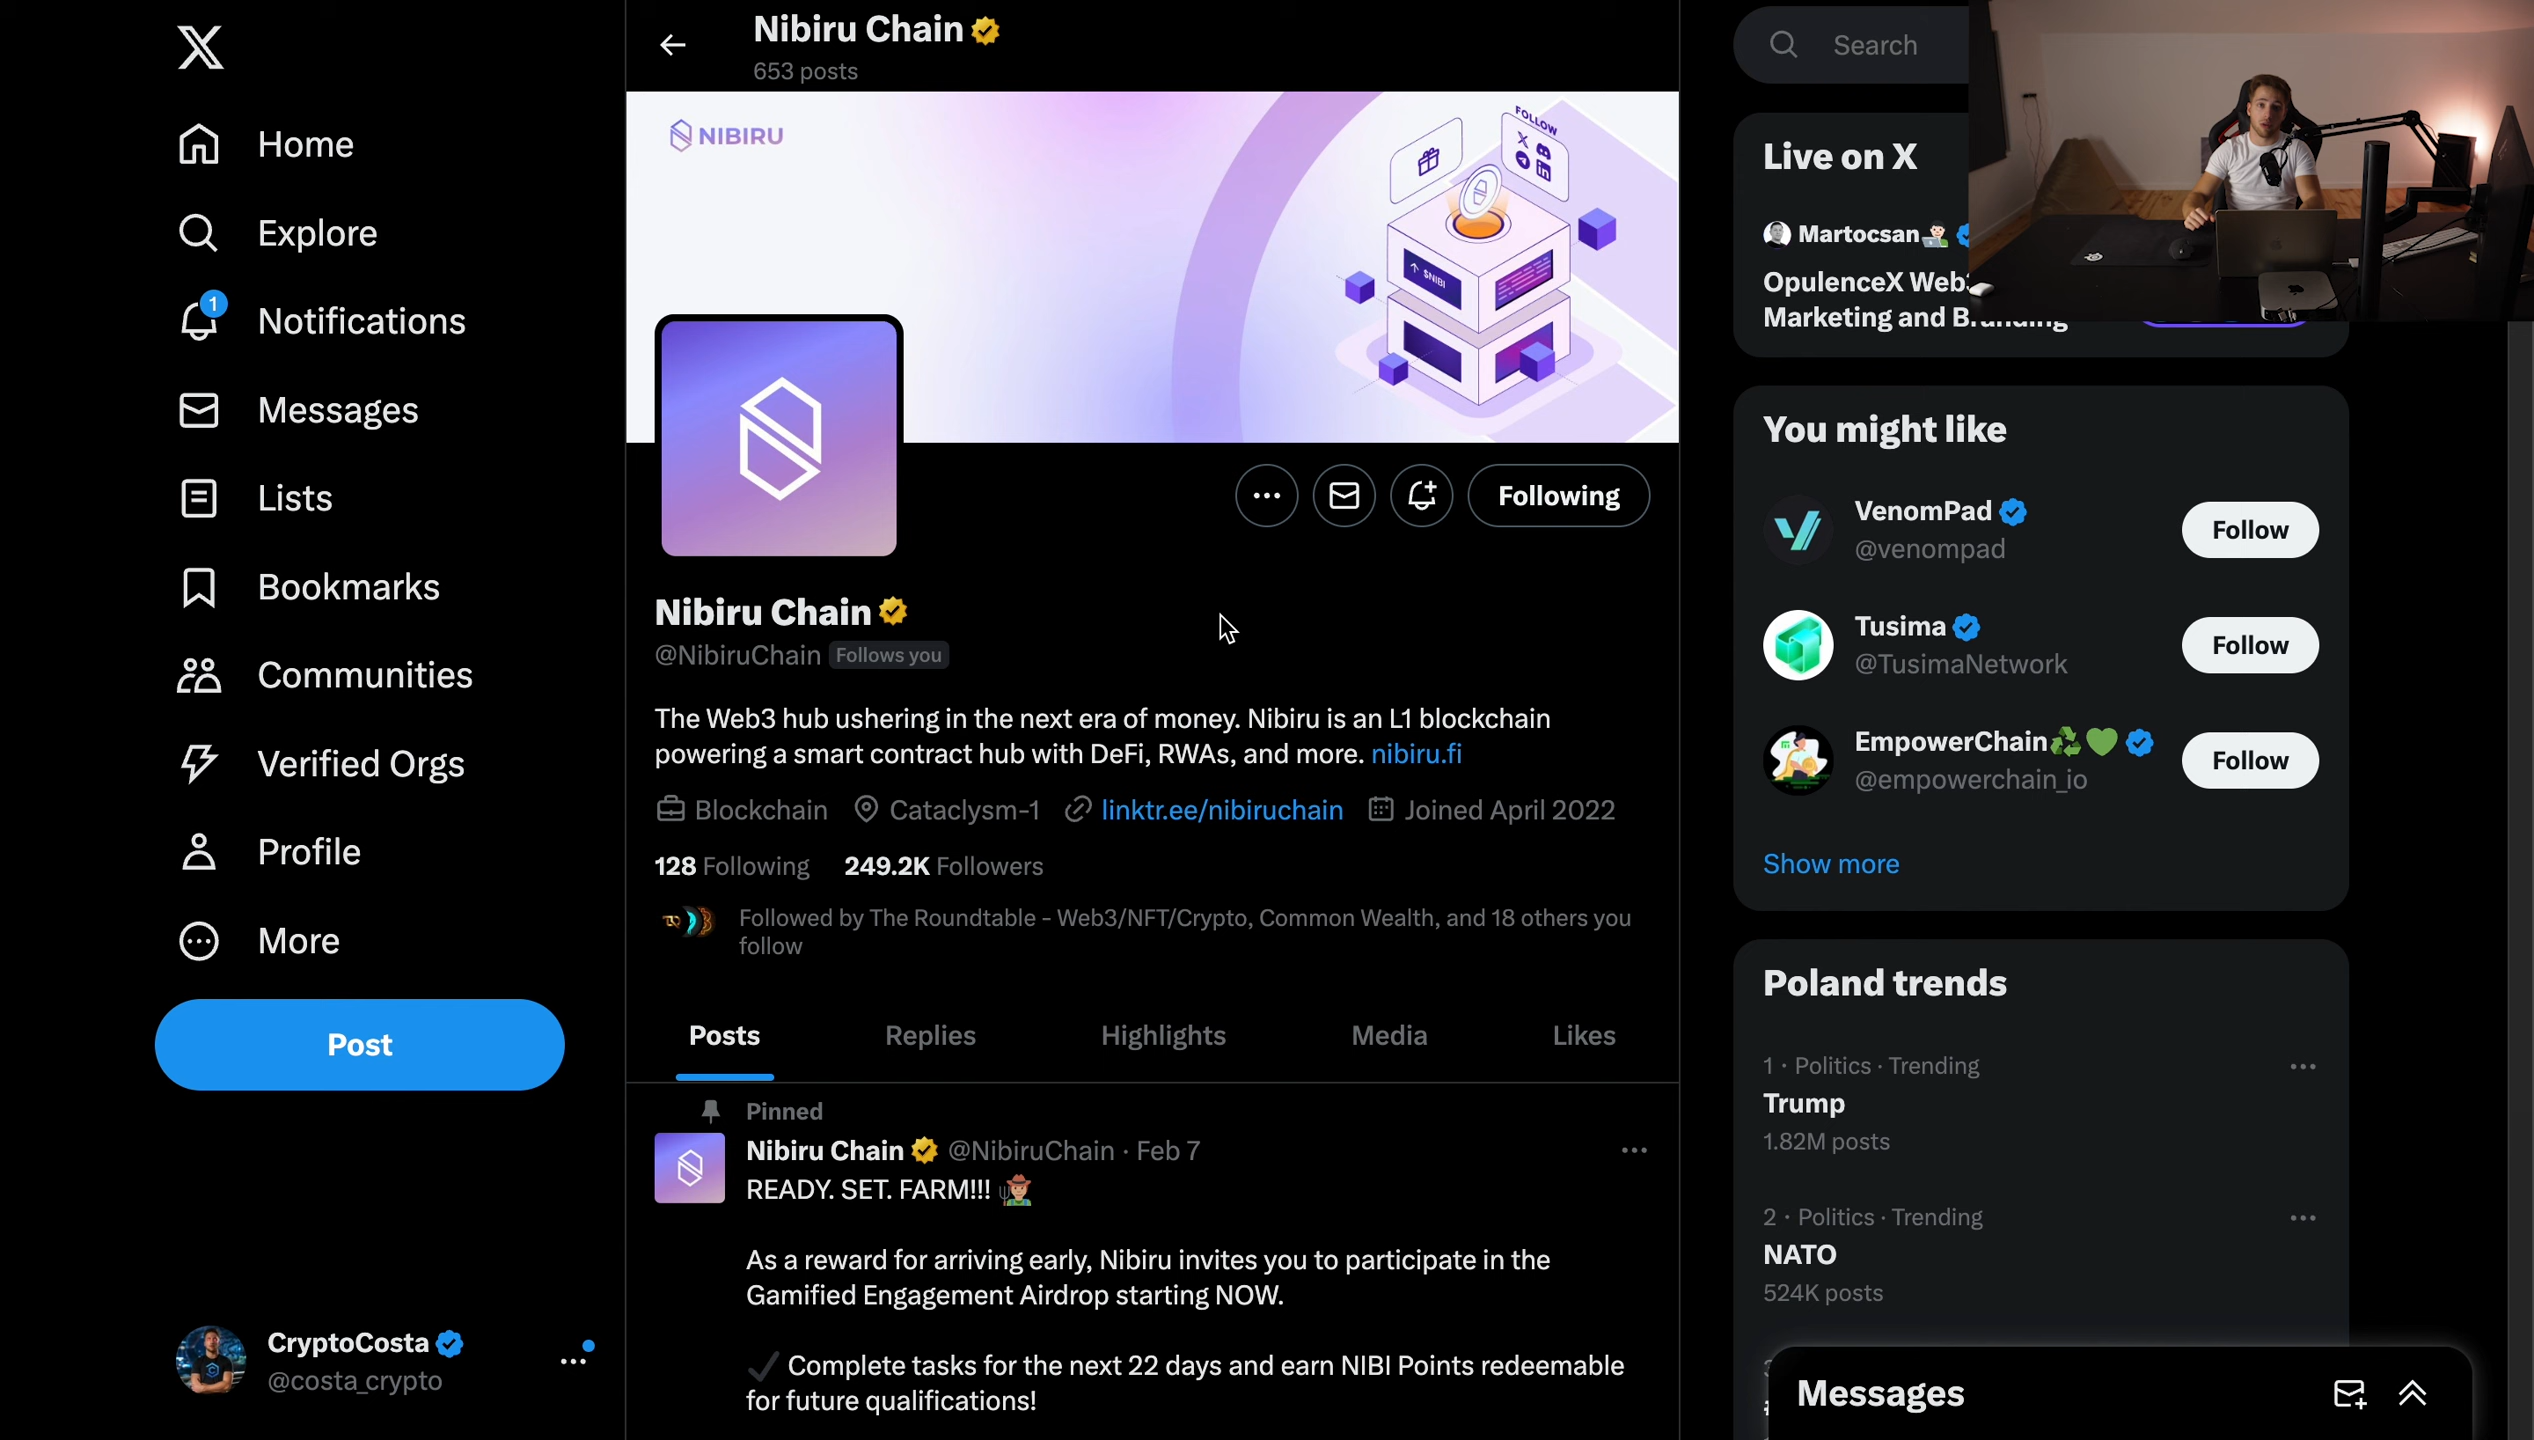 Home
Explore
1
Notifications
Messages
Lists
Bookmarks
Communities
Verified Orgs
Profile
More
Post
CryptoCosta
@costa_crypto
Nibiru Chain
653 posts
NIBIRU
FOLLOW
$NIBI
Following
Nibiru Chain
@NibiruChain Follows you
The Web3 hub ushering in the next era of money. Nibiru is an L1 blockchain
powering a smart contract hub with DeFi, RWAs, and more. nibiru.fi
Blockchain Cataclysm-1 linktr.ee/nibiruchain Joined April 2022
128 Following 249.2K Followers
Followed by The Roundtable - Web3/NFT/Crypto, Common Wealth, and 18 others you
follow
Posts Replies Highlights Media Likes
Pinned
Nibiru Chain @NibiruChain · Feb 7
READY. SET. FARM!!!
As a reward for arriving early, Nibiru invites you to participate in the
Gamified Engagement Airdrop starting NOW.
Complete tasks for the next 22 days and earn NIBI Points redeemable
for future qualifications!
Search
Live on X
Martocsan
OpulenceX Web3
Marketing and Branding
You might like
VenomPad
@venompad
Follow
Tusima
@TusimaNetwork
Follow
EmpowerChain
@empowerchain_io
Follow
Show more
Poland trends
1 · Politics · Trending
Trump
1.82M posts
2 · Politics · Trending
NATO
524K posts
Messages